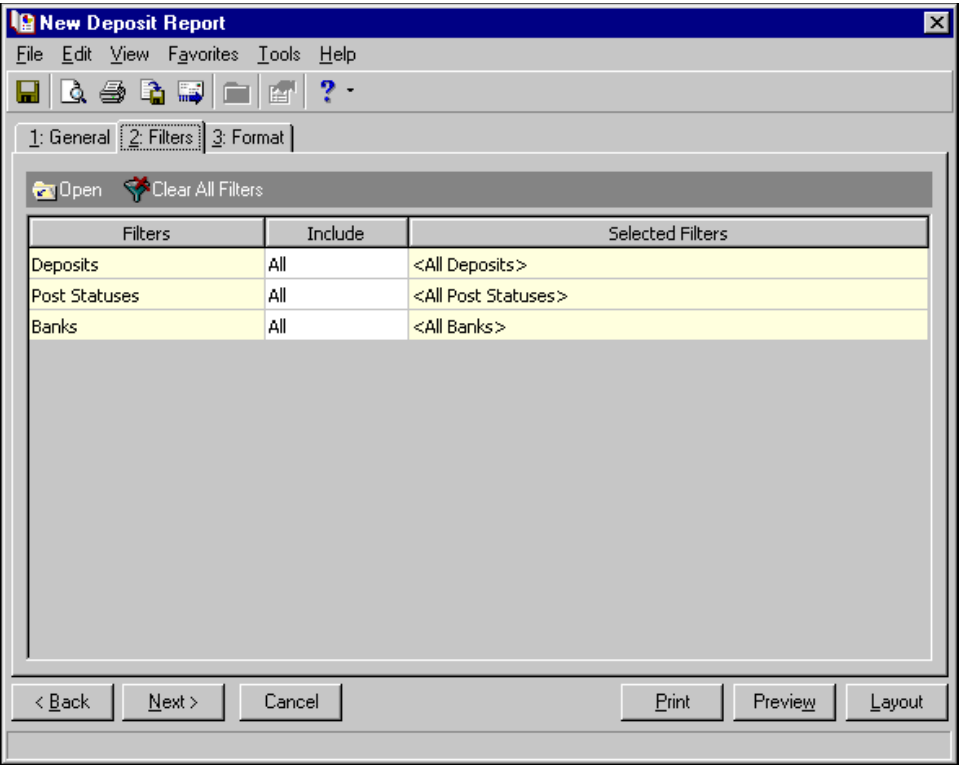 New Deposit Report
File Edit View Favorites Tools Help
1: General 2: Filters 3: Format
Open Clear All Filters
Filters Include Selected Filters
Deposits All <All Deposits>
Post Statuses All <All Post Statuses>
Banks All <All Banks>
< Back Next > Cancel Print Preview Layout